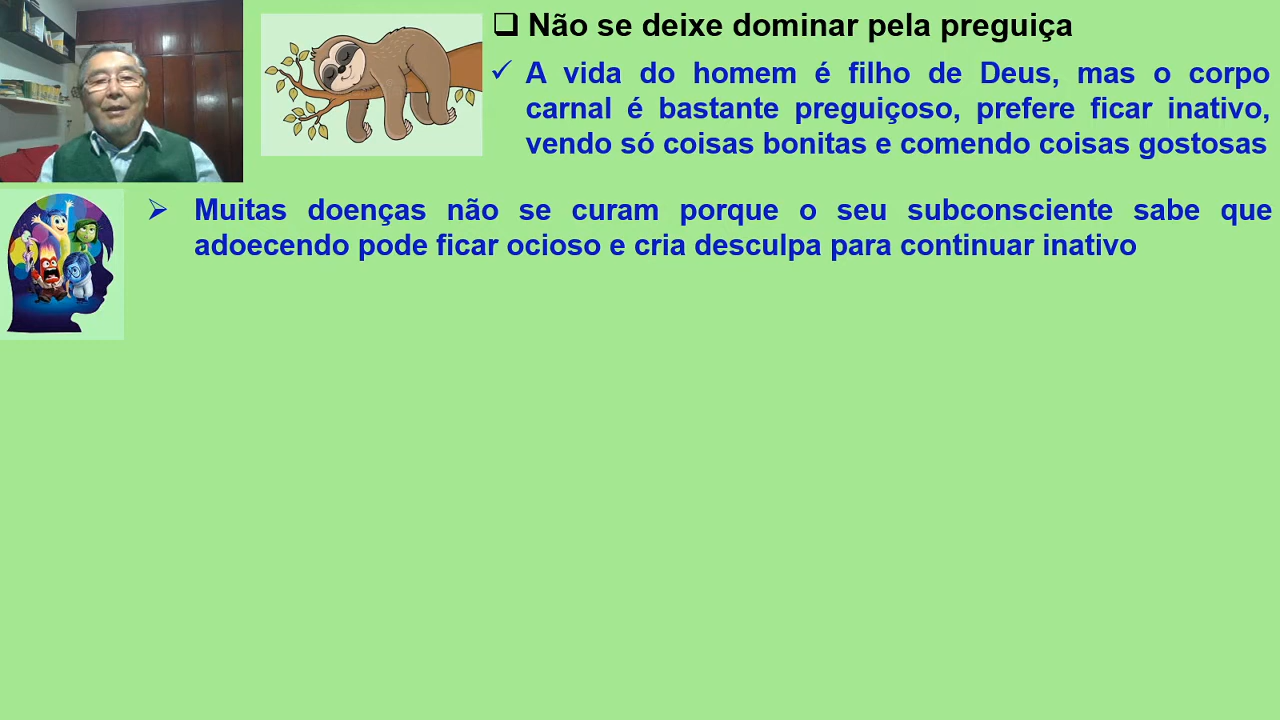 Não se deixe dominar pela preguiça
A vida do homem é filho de Deus, mas o corpo
carnal é bastante preguiçoso, prefere ficar inativo,
vendo só coisas bonitas e comendo coisas gostosas
Muitas doenças não se curam porque o seu subconsciente sabe que
adoecendo pode ficar ocioso e cria desculpa para continuar inativo